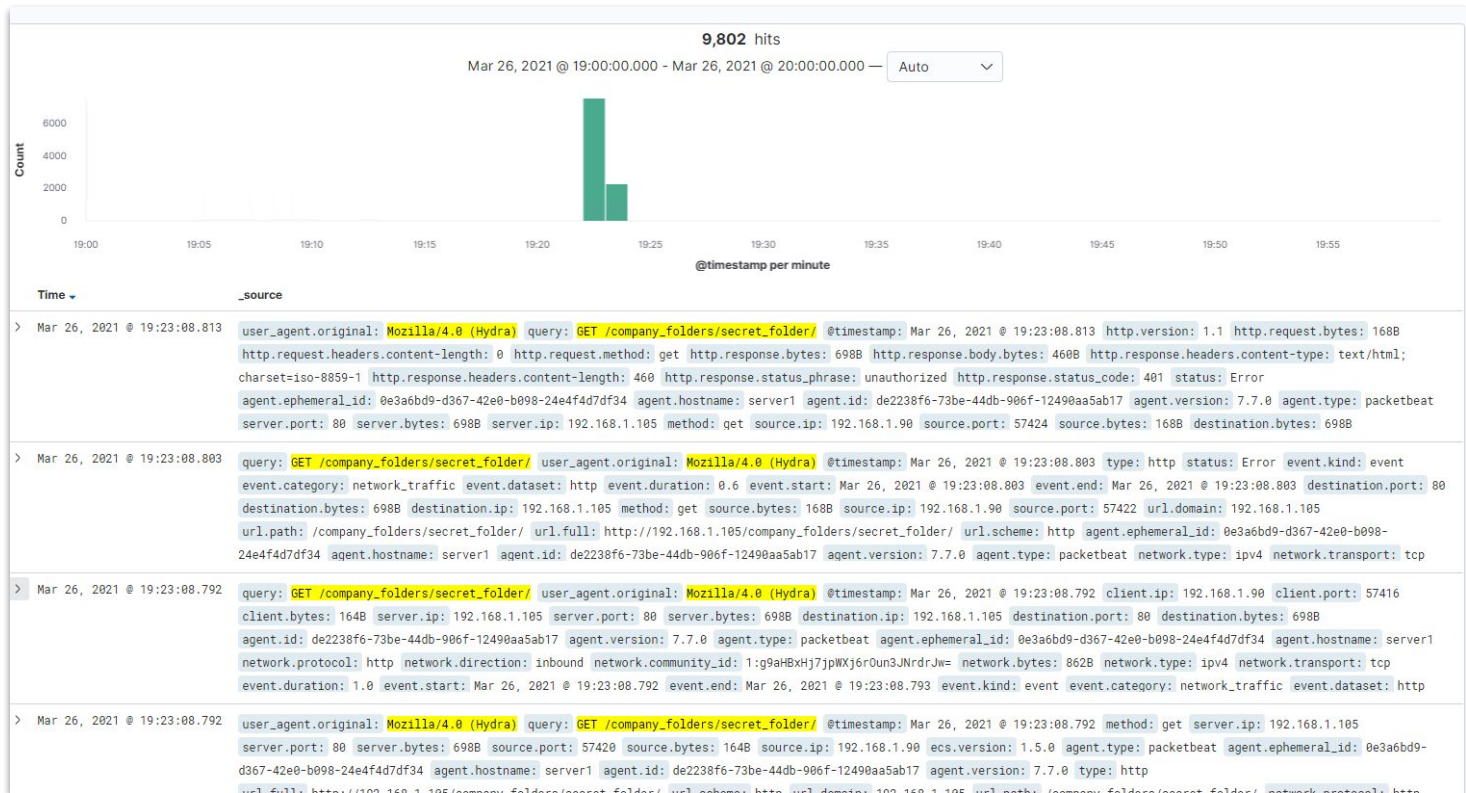 9,802 hits
Mar 26, 2021 @ 19:00:00.000 - Mar 26, 2021 @ 20:00:00.000 — Auto
6000
4000
2000
0
Count
19:00 19:05 19:10 19:15 19:20 19:25 19:30 19:35 19:40 19:45 19:50 19:55
@timestamp per minute
Time _source
Mar 26, 2021 @ 19:23:08.813 user_agent.original: Mozilla/4.0 (Hydra) query: GET /company_folders/secret_folder/ @timestamp: Mar 26, 2021 @ 19:23:08.813 http.version: 1.1 http.request.bytes: 168B
http.request.headers.content-length: 0 http.request.method: get http.response.bytes: 698B http.response.body.bytes: 460B http.response.headers.content-type: text/html;
charset=iso-8859-1 http.response.headers.content-length: 460 http.response.status_phrase: unauthorized http.response.status_code: 401 status: Error
agent.ephemeral_id: 0e3a6bd9-d367-42e0-b098-24e4f4d7df34 agent.hostname: server1 agent.id: de2238f6-73be-44db-906f-12490aa5ab17 agent.version: 7.7.0 agent.type: packetbeat
server.port: 80 server.bytes: 698B server.ip: 192.168.1.105 method: get source.ip: 192.168.1.90 source.port: 57424 source.bytes: 168B destination.bytes: 698B
Mar 26, 2021 @ 19:23:08.803 query: GET /company_folders/secret_folder/ user_agent.original: Mozilla/4.0 (Hydra) @timestamp: Mar 26, 2021 @ 19:23:08.803 type: http status: Error event.kind: event
event.category: network_traffic event.dataset: http event.duration: 0.6 event.start: Mar 26, 2021 @ 19:23:08.803 event.end: Mar 26, 2021 @ 19:23:08.803 destination.port: 80
destination.bytes: 698B destination.ip: 192.168.1.105 method: get source.bytes: 168B source.ip: 192.168.1.90 source.port: 57422 url.domain: 192.168.1.105
url.path: /company_folders/secret_folder/ url.full: http://192.168.1.105/company_folders/secret_folder/ url.scheme: http agent.ephemeral_id: 0e3a6bd9-d367-42e0-b098-
24e4f4d7df34 agent.hostname: server1 agent.id: de2238f6-73be-44db-906f-12490aa5ab17 agent.version: 7.7.0 agent.type: packetbeat network.type: ipv4 network.transport: tcp
Mar 26, 2021 @ 19:23:08.792 query: GET /company_folders/secret_folder/ user_agent.original: Mozilla/4.0 (Hydra) @timestamp: Mar 26, 2021 @ 19:23:08.792 client.ip: 192.168.1.90 client.port: 57416
client.bytes: 164B server.ip: 192.168.1.105 server.port: 80 server.bytes: 698B destination.ip: 192.168.1.105 destination.port: 80 destination.bytes: 698B
agent.id: de2238f6-73be-44db-906f-12490aa5ab17 agent.version: 7.7.0 agent.type: packetbeat agent.ephemeral_id: 0e3a6bd9-d367-42e0-b098-24e4f4d7df34 agent.hostname: server1
network.protocol: http network.direction: inbound network.community_id: 1:g9aHBxHj7jpWXj6rOun3JNrdrJw= network.bytes: 862B network.type: ipv4 network.transport: tcp
event.duration: 1.0 event.start: Mar 26, 2021 @ 19:23:08.792 event.end: Mar 26, 2021 @ 19:23:08.793 event.kind: event event.category: network_traffic event.dataset: http
Mar 26, 2021 @ 19:23:08.792 user_agent.original: Mozilla/4.0 (Hydra) query: GET /company_folders/secret_folder/ @timestamp: Mar 26, 2021 @ 19:23:08.792 method: get server.ip: 192.168.1.105
server.port: 80 server.bytes: 698B source.port: 57420 source.bytes: 164B source.ip: 192.168.1.90 ecs.version: 1.5.0 agent.type: packetbeat agent.ephemeral_id: 0e3a6bd9-
d367-42e0-b098-24e4f4d7df34 agent.hostname: server1 agent.id: de2238f6-73be-44db-906f-12490aa5ab17 agent.version: 7.7.0 type: http
url.full: http://192.168.1.105/company_folders/secret_folder/ url.scheme: http url.domain: 192.168.1.105 url.path: /company_folders/secret_folder/ network.protocol: http